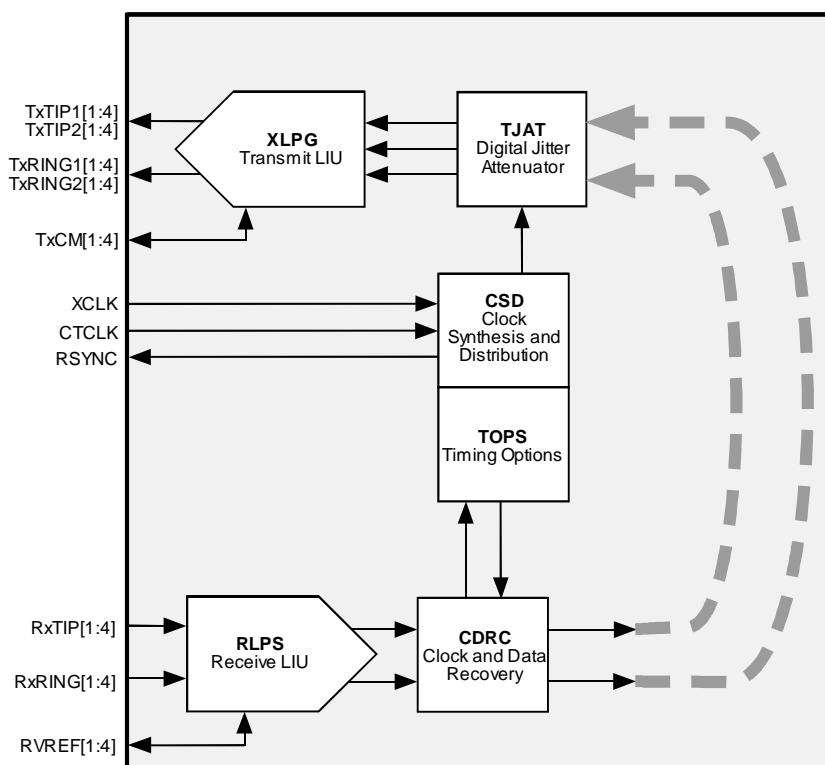 TxTIP1[1:4]
TxTIP2[1:4]
TxRING1[1:4]
TxRING2[1:4]
TxCM[1:4]
XLPG
Transmit LIU
TJAT
Digital Jitter
Attenuator
XCLK
CTCLK
RSYNC
CSD
Clock
Synthesis and
Distribution
TOPS
Timing Options
RxTIP[1:4]
RxRING[1:4]
RVREF[1:4]
RLPS
Receive LIU
CDRC
Clock and Data
Recovery